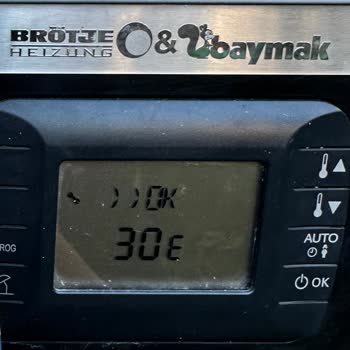 BRÖTJE HEIZUNG & baymak
))OK
30E
ROG
AUTO
OK